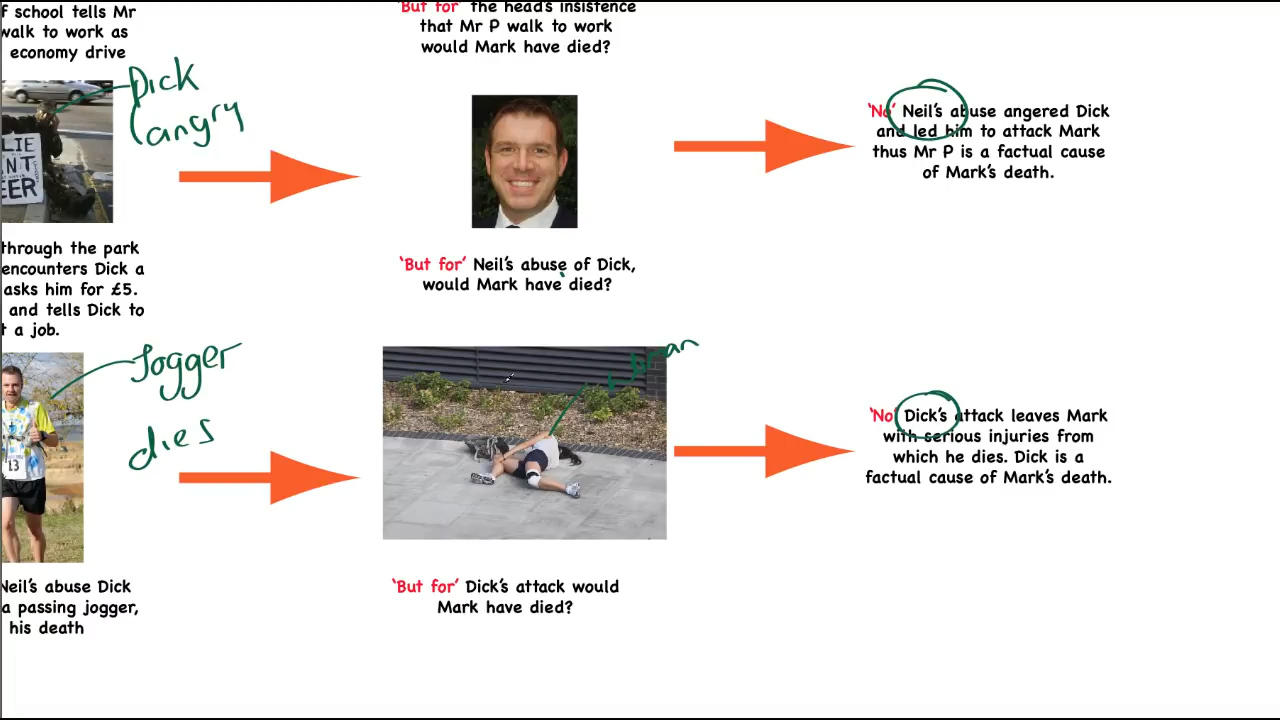 f school tells Mr
walk to work as
economy drive
'But for' the head's insistence
that Mr P walk to work
would Mark have died?
Dick
angry
LIE
NT
EER
'No' Neil's abuse angered Dick
and led him to attack Mark
thus Mr P is a factual cause
of Mark's death.
through the park
encounters Dick a
asks him for £5.
and tells Dick to
t a job.
'But for' Neil's abuse of Dick,
would Mark have died?
Jogger
dies
13
'No' Dick's attack leaves Mark
with serious injuries from
which he dies. Dick is a
factual cause of Mark's death.
Neil's abuse Dick
a passing jogger,
his death
'But for' Dick's attack would
Mark have died?